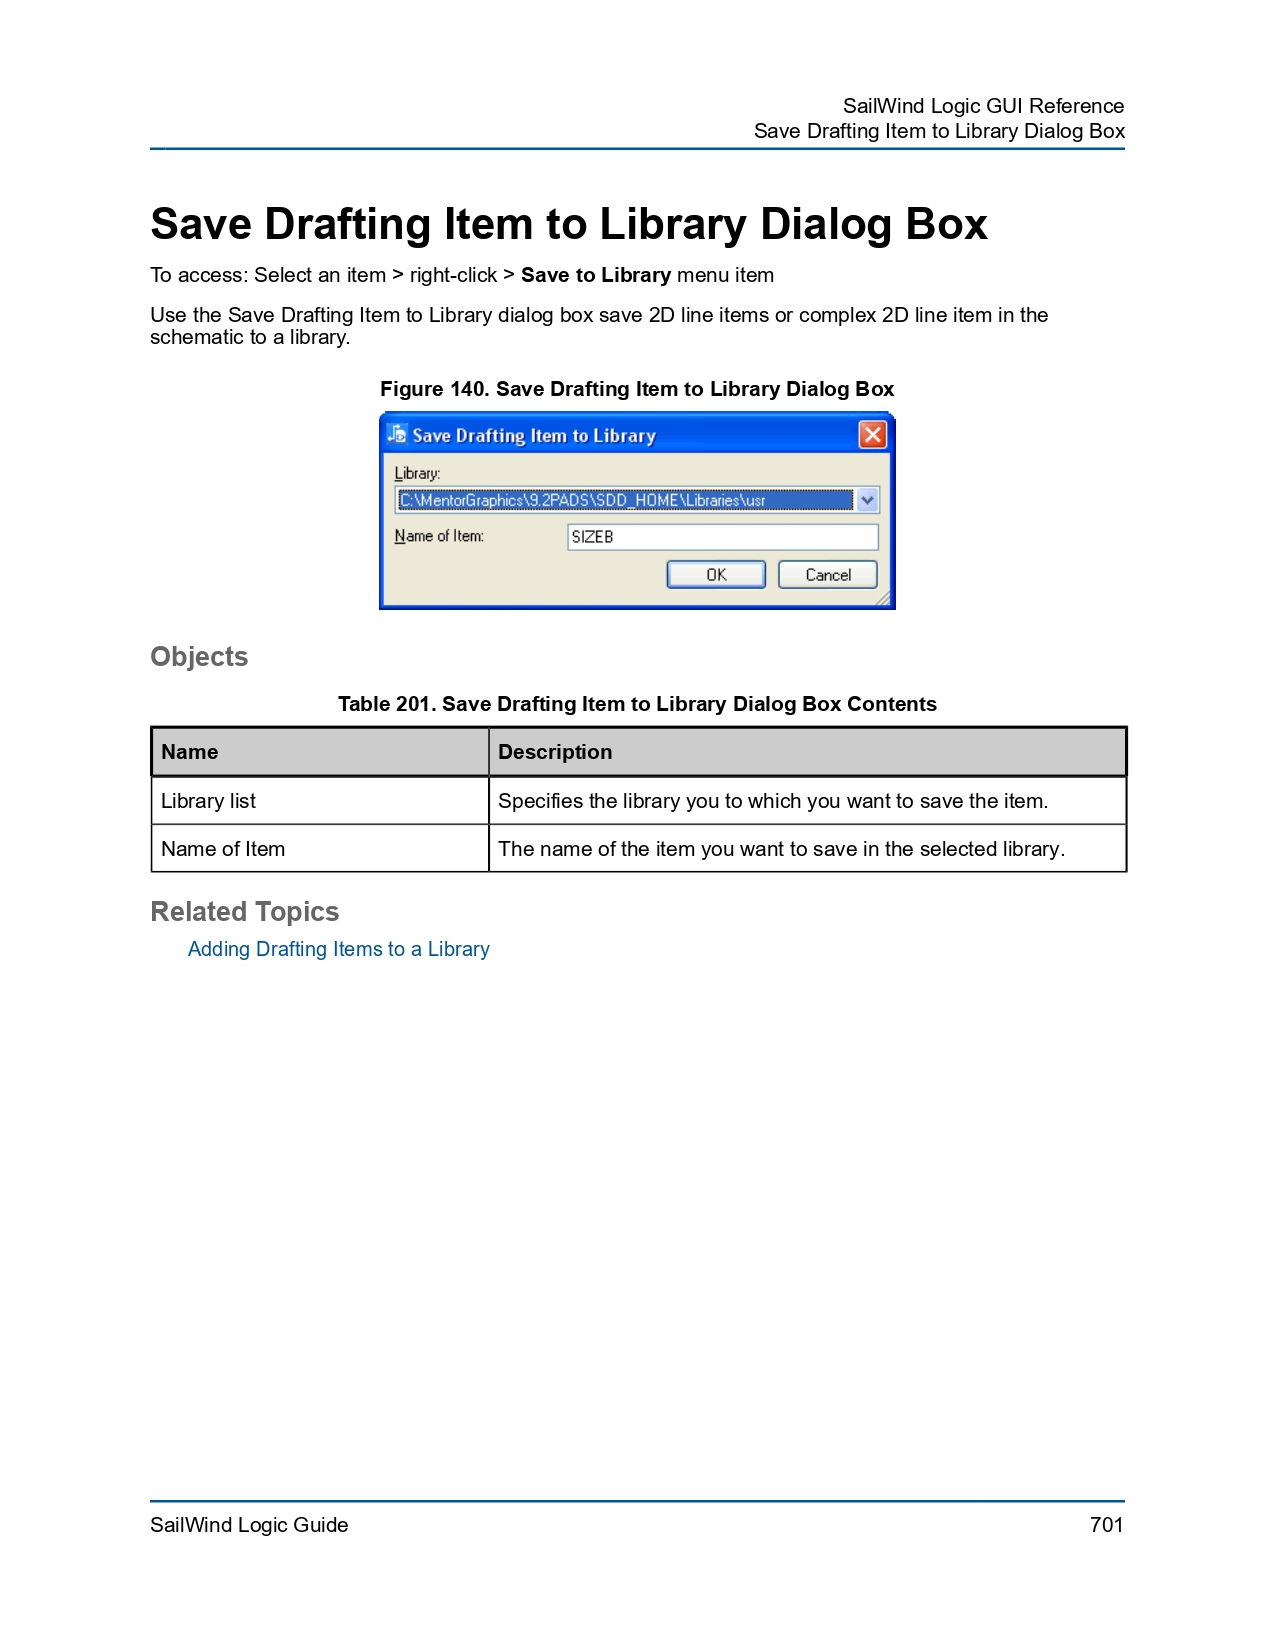 SailWind Logic GUI Reference
Save Drafting Item to Library Dialog Box
Save Drafting Item to Library Dialog Box
To access: Select an item > right-click > Save to Library menu item
Use the Save Drafting Item to Library dialog box save 2D line items or complex 2D line item in the
schematic to a library.
Figure 140. Save Drafting Item to Library Dialog Box
Save Drafting Item to Library
Library:
C:\MentorGraphics\9.2PADS\SDD_HOME\Libraries\usr
Name of Item: SIZEB
OK Cancel
Objects
Table 201. Save Drafting Item to Library Dialog Box Contents
Name Description
Library list Specifies the library you to which you want to save the item.
Name of Item The name of the item you want to save in the selected library.
Related Topics
Adding Drafting Items to a Library
SailWind Logic Guide 701